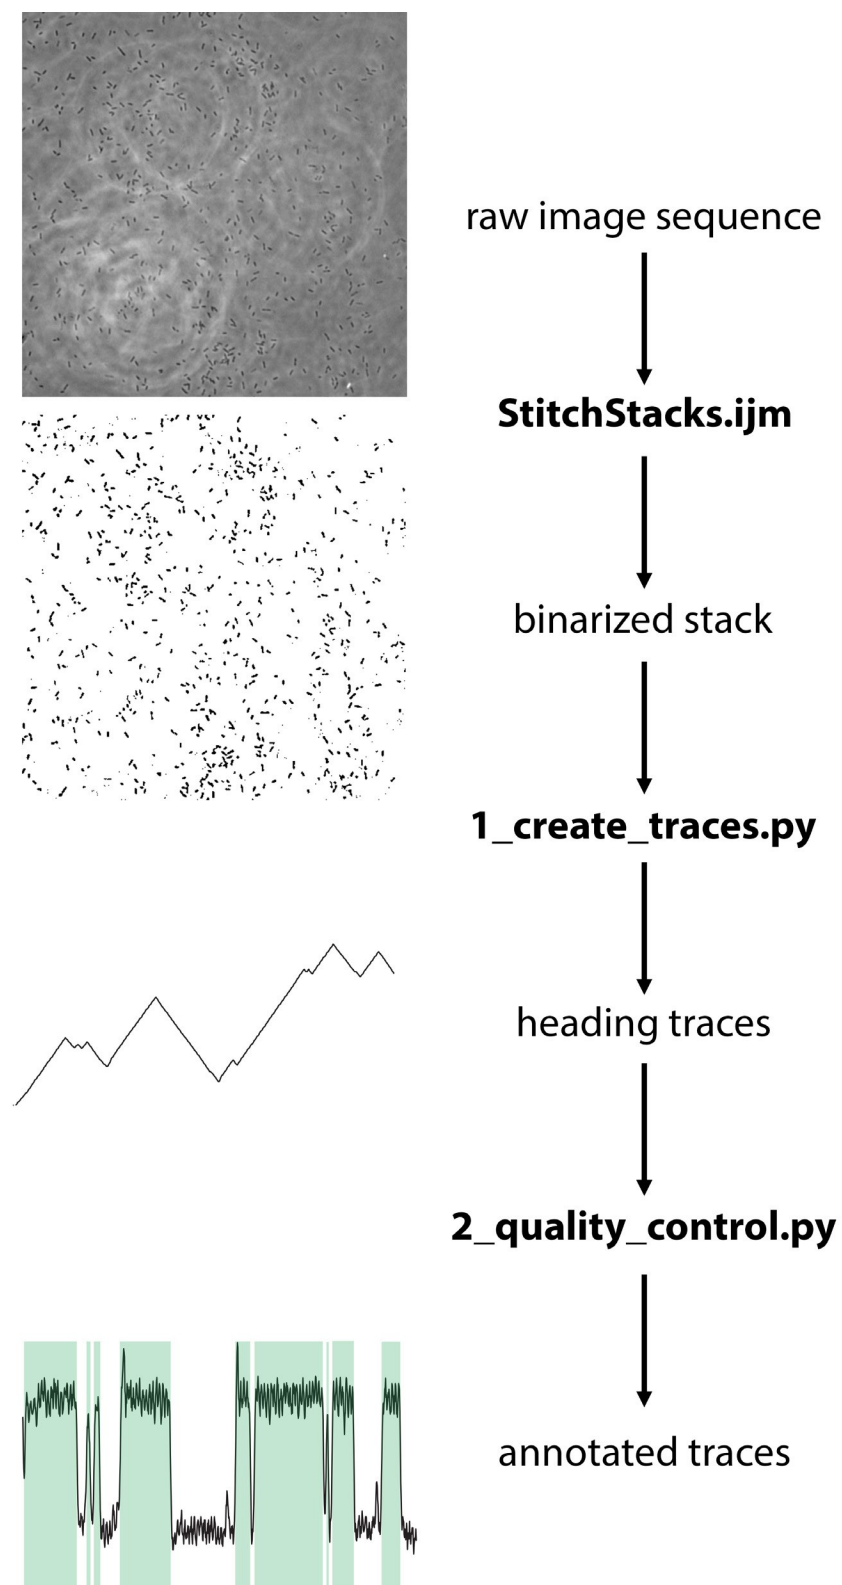 raw image sequence
StitchStacks.ijm
binarized stack
1_create_traces.py
heading traces
2_quality_control.py
annotated traces